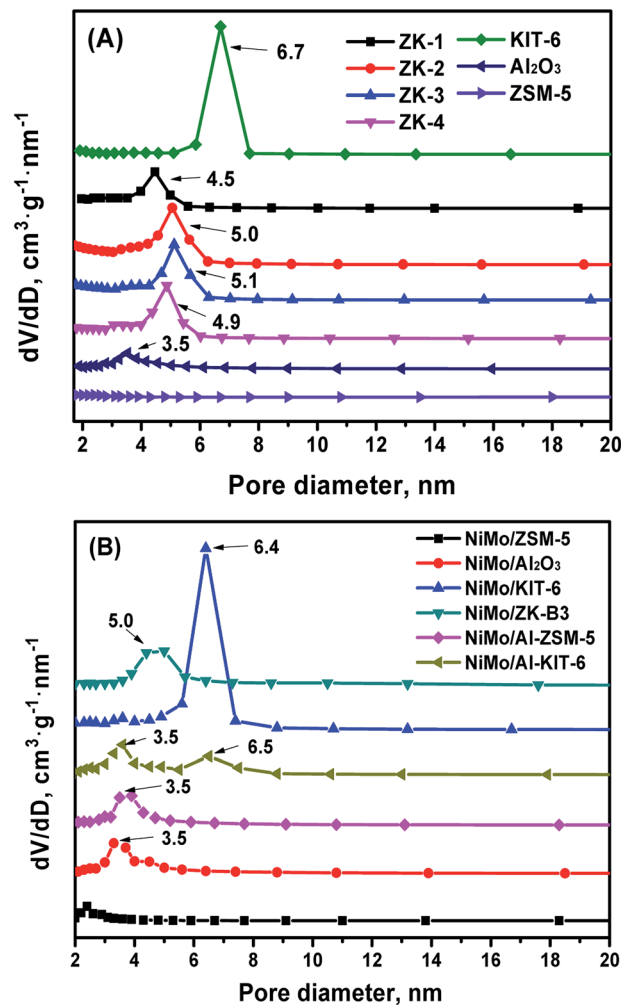 (A)
ZK-1
ZK-2
ZK-3
ZK-4
KIT-6
Al₂O₃
ZSM-5
6.7
4.5
5.0
5.1
4.9
3.5
dV/dD, cm³·g⁻¹·nm⁻¹
2 4 6 8 10 12 14 16 18 20
Pore diameter, nm
(B)
NiMo/ZSM-5
NiMo/Al₂O₃
NiMo/KIT-6
NiMo/ZK-B3
NiMo/Al-ZSM-5
NiMo/Al-KIT-6
6.4
5.0
3.5
6.5
3.5
3.5
dV/dD, cm³·g⁻¹·nm⁻¹
2 4 6 8 10 12 14 16 18 20
Pore diameter, nm